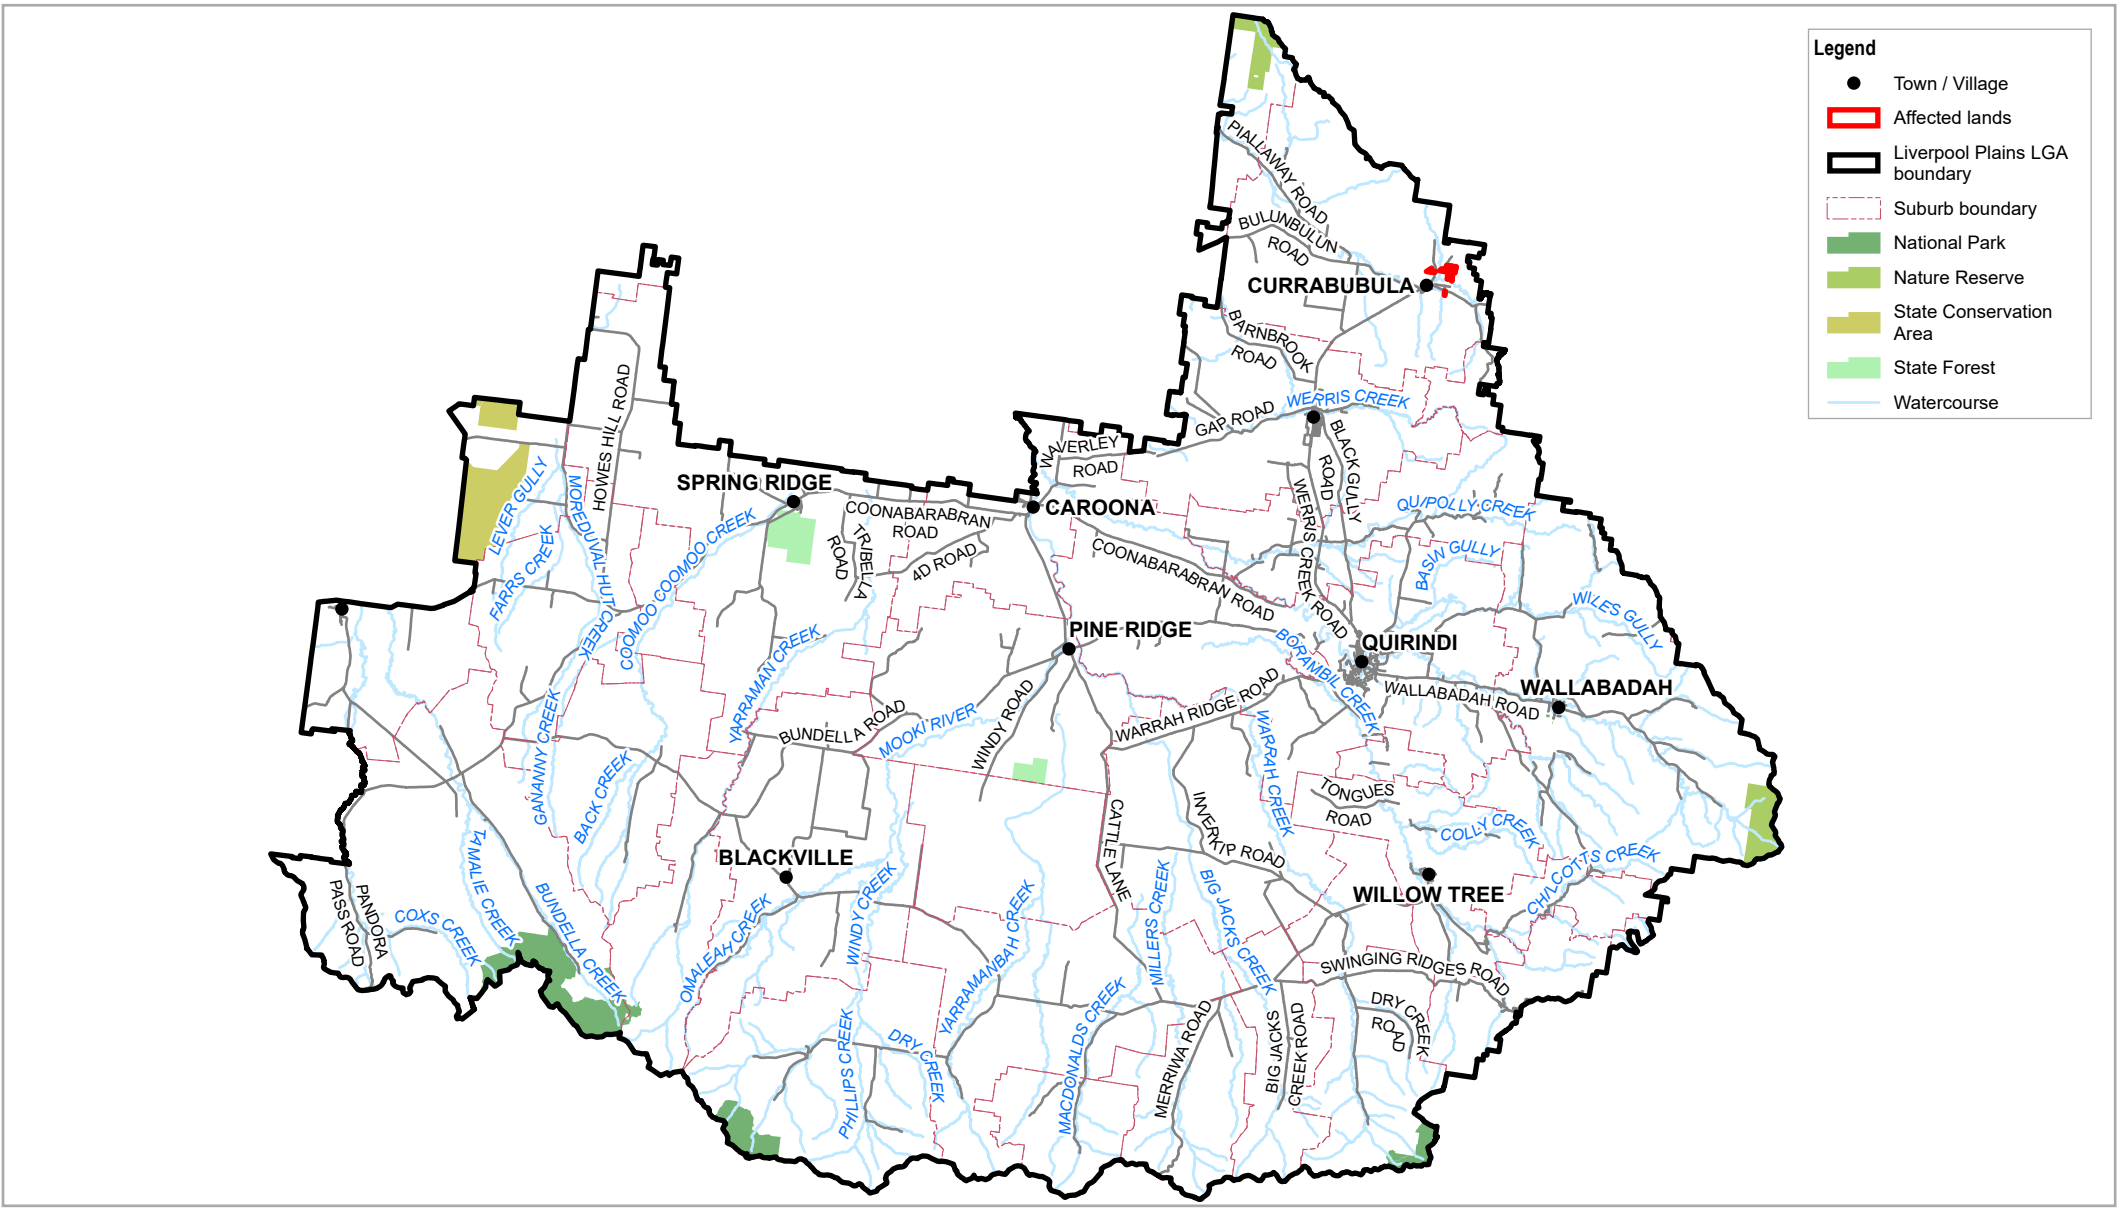 Legend
Town / Village
Affected lands
Liverpool Plains LGA
boundary
Suburb boundary
National Park
Nature Reserve
State Conservation
Area
State Forest
Watercourse
PIALLAWAY ROAD
BULUNBULUN
ROAD
CURRABUBULA
BARNBROOK
ROAD
WERRIS CREEK
GAP ROAD
WAVERLEY
ROAD
BLACK GULLY
ROAD
HOWES HILL ROAD
SPRING RIDGE
COONABARABRAN
ROAD
CAROONA
LEVER GULLY
MOREDUVAL HUT CREEK
FARRS CREEK
COOMOO COOMOO CREEK
TRIBELLA
ROAD
4D ROAD
COONABARABRAN ROAD
WERRIS CREEK ROAD
QUIPOLLY CREEK
BASIN GULLY
WILES GULLY
PINE RIDGE
QUIRINDI
BORAMBIL CREEK
WALLABADAH
WALLABADAH ROAD
YARRAMAN CREEK
GANANNY CREEK
BACK CREEK
BUNDELLA ROAD
MOOKI RIVER
WINDY ROAD
WARRAH RIDGE ROAD
WARRAH CREEK
TONGUES
ROAD
COLLY CREEK
CHILCOTTS CREEK
INVERKIP ROAD
CATTLE LANE
BLACKVILLE
WILLOW TREE
TAMALIE CREEK
BUNDELLA CREEK
PANDORA
PASS ROAD
COXS CREEK
OMALEAH CREEK
WINDY CREEK
YARRAMANBAH CREEK
MILLERS CREEK
BIG JACKS CREEK
SWINGING RIDGES ROAD
DRY CREEK
ROAD
PHILLIPS CREEK
DRY CREEK
MACDONALDS CREEK
MERRIWA ROAD
BIG JACKS
CREEK ROAD